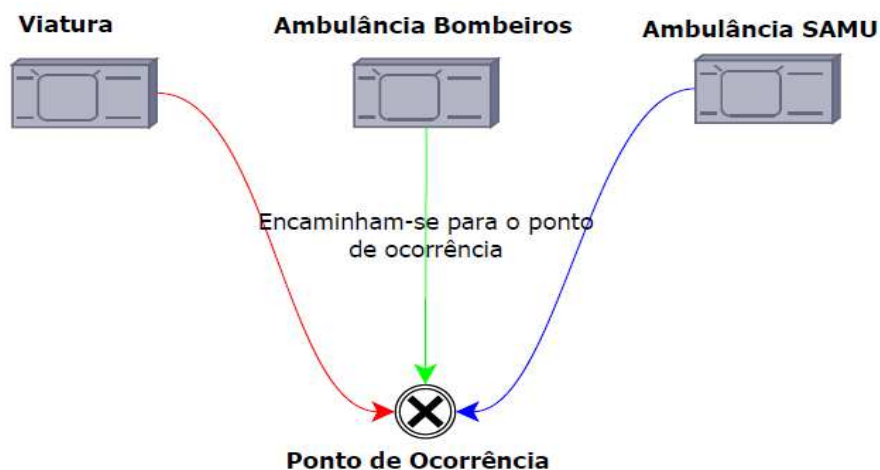 Viatura
Ambulância Bombeiros
Ambulância SAMU
Encaminham-se para o ponto
de ocorrência
Ponto de Ocorrência